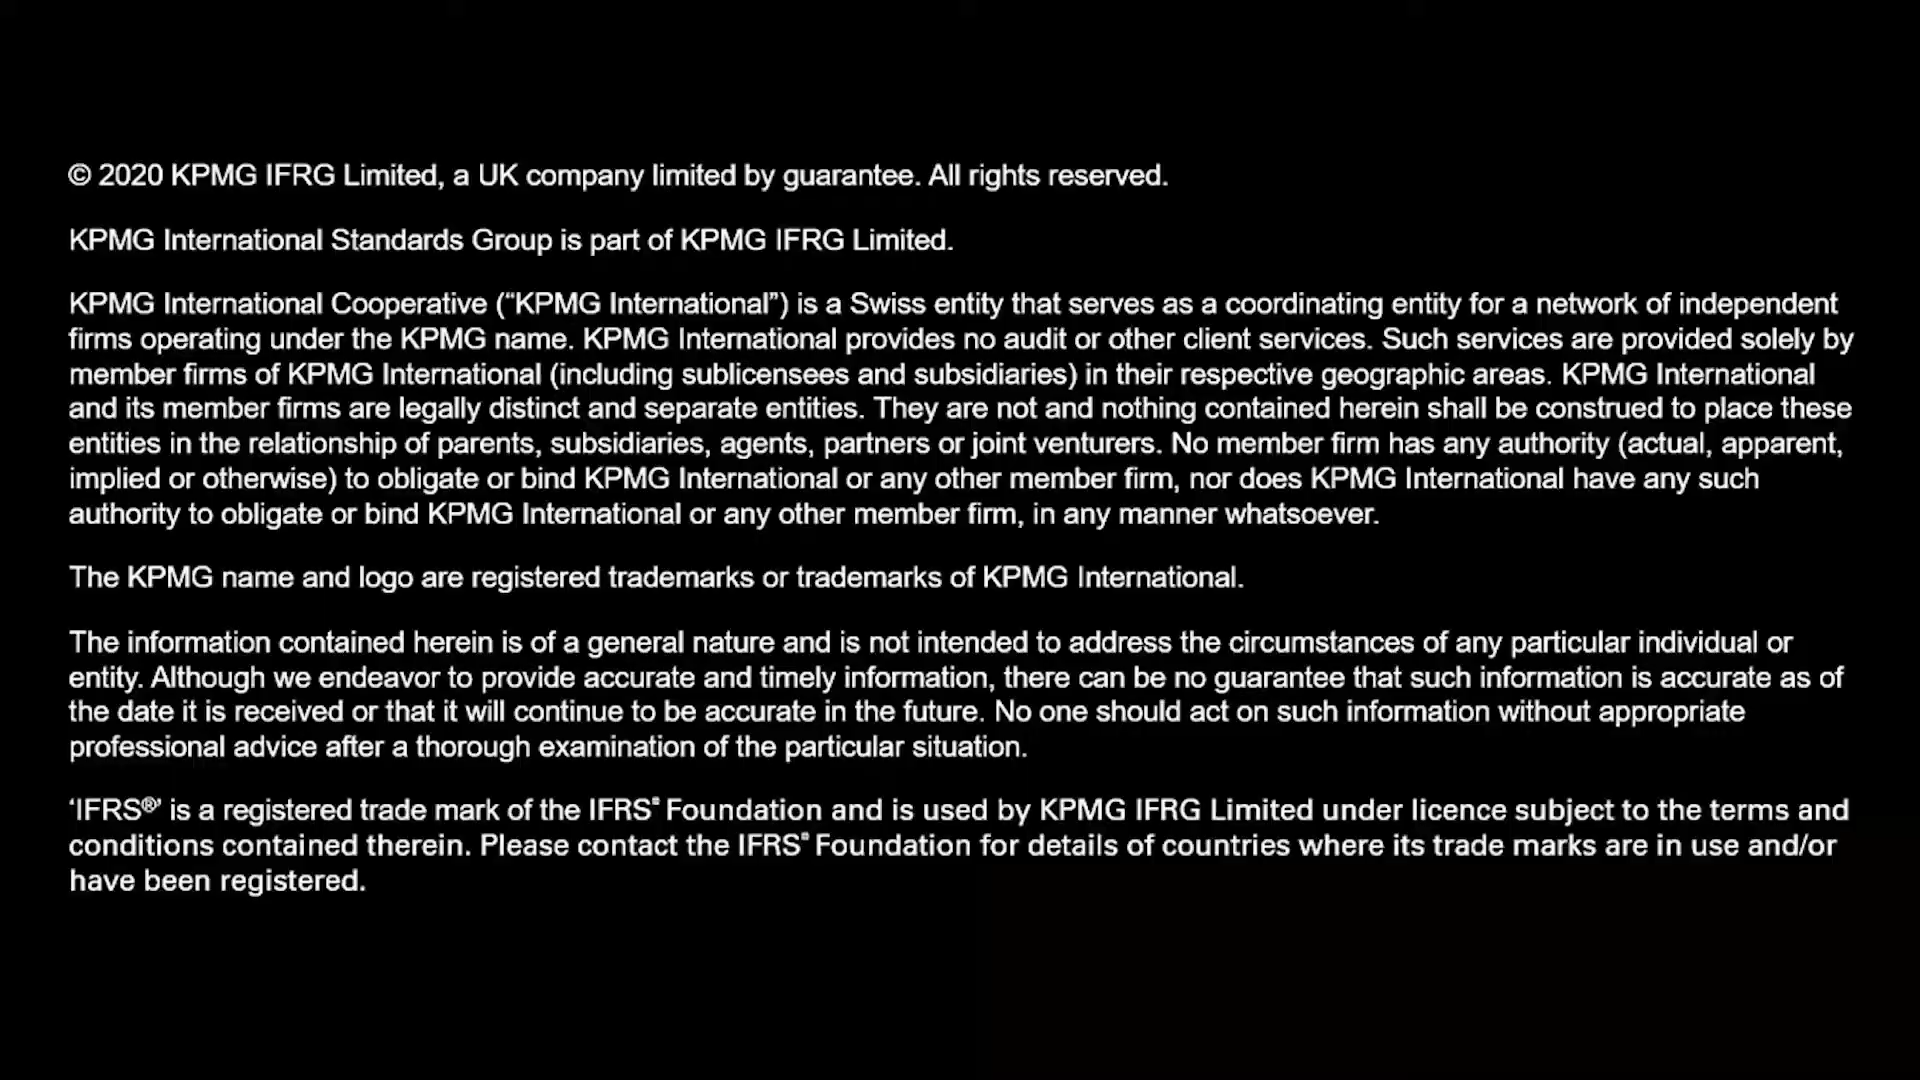 © 2020 KPMG IFRG Limited, a UK company limited by guarantee. All rights reserved.
KPMG International Standards Group is part of KPMG IFRG Limited.
KPMG International Cooperative (“KPMG International”) is a Swiss entity that serves as a coordinating entity for a network of independent
firms operating under the KPMG name. KPMG International provides no audit or other client services. Such services are provided solely by
member firms of KPMG International (including sublicensees and subsidiaries) in their respective geographic areas. KPMG International
and its member firms are legally distinct and separate entities. They are not and nothing contained herein shall be construed to place these
entities in the relationship of parents, subsidiaries, agents, partners or joint venturers. No member firm has any authority (actual, apparent,
implied or otherwise) to obligate or bind KPMG International or any other member firm, nor does KPMG International have any such
authority to obligate or bind KPMG International or any other member firm, in any manner whatsoever.
The KPMG name and logo are registered trademarks or trademarks of KPMG International.
The information contained herein is of a general nature and is not intended to address the circumstances of any particular individual or
entity. Although we endeavor to provide accurate and timely information, there can be no guarantee that such information is accurate as of
the date it is received or that it will continue to be accurate in the future. No one should act on such information without appropriate
professional advice after a thorough examination of the particular situation.
‘IFRS®’ is a registered trade mark of the IFRS® Foundation and is used by KPMG IFRG Limited under licence subject to the terms and
conditions contained therein. Please contact the IFRS® Foundation for details of countries where its trade marks are in use and/or
have been registered.